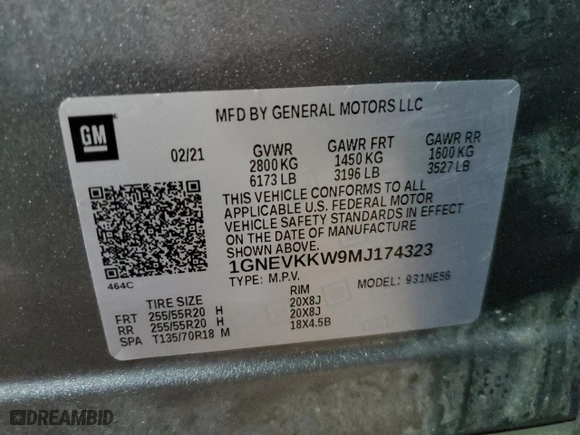 MFD BY GENERAL MOTORS LLC
GM
02/21
GVWR GAWR FRT GAWR RR
2800 KG 1450 KG 1600 KG
6173 LB 3196 LB 3527 LB
THIS VEHICLE CONFORMS TO ALL
APPLICABLE U.S. FEDERAL MOTOR
VEHICLE SAFETY STANDARDS IN EFFECT
ON THE DATE OF MANUFACTURE
SHOWN ABOVE.
1GNEVKKW9MJ174323
464C
TYPE: M.P.V. MODEL: 931NE56
TIRE SIZE RIM
FRT 255/55R20 H 20X8J
RR 255/55R20 H 20X8J
SPA T135/70R18 M 18X4.5B
DREAMBID